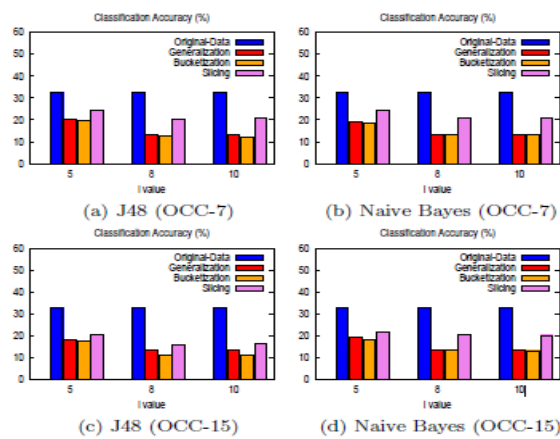 Classification Accuracy (%)
60
50
40
30
20
10
0
Original-Data
Generalization
Bucketization
Slicing
5 8 10
l value
(a) J48 (OCC-7)
Classification Accuracy (%)
60
50
40
30
20
10
0
Original-Data
Generalization
Bucketization
Slicing
5 8 10
l value
(b) Naive Bayes (OCC-7)
Classification Accuracy (%)
60
50
40
30
20
10
0
Original-Data
Generalization
Bucketization
Slicing
5 8 10
l value
(c) J48 (OCC-15)
Classification Accuracy (%)
60
50
40
30
20
10
0
Original-Data
Generalization
Bucketization
Slicing
5 8 10
l value
(d) Naive Bayes (OCC-15)